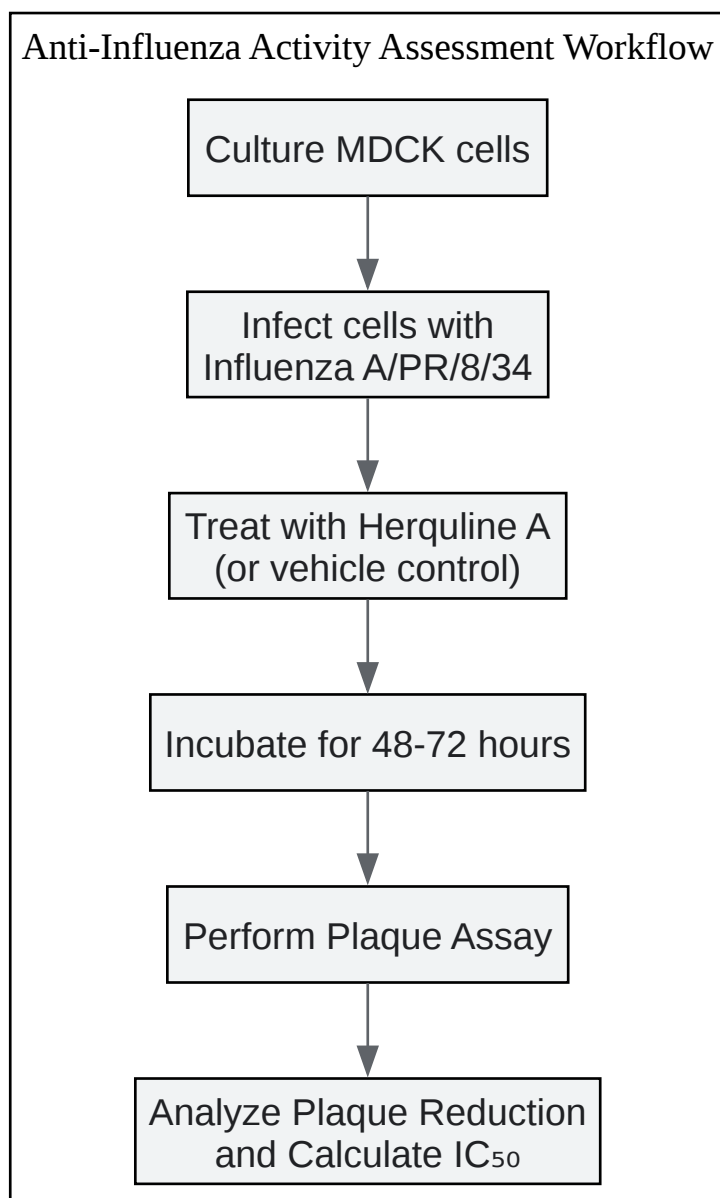 Anti-Influenza Activity Assessment Workflow
Culture MDCK cells
Infect cells with
Influenza A/PR/8/34
Treat with Herquline A
(or vehicle control)
Incubate for 48-72 hours
Perform Plaque Assay
Analyze Plaque Reduction
and Calculate IC₅₀